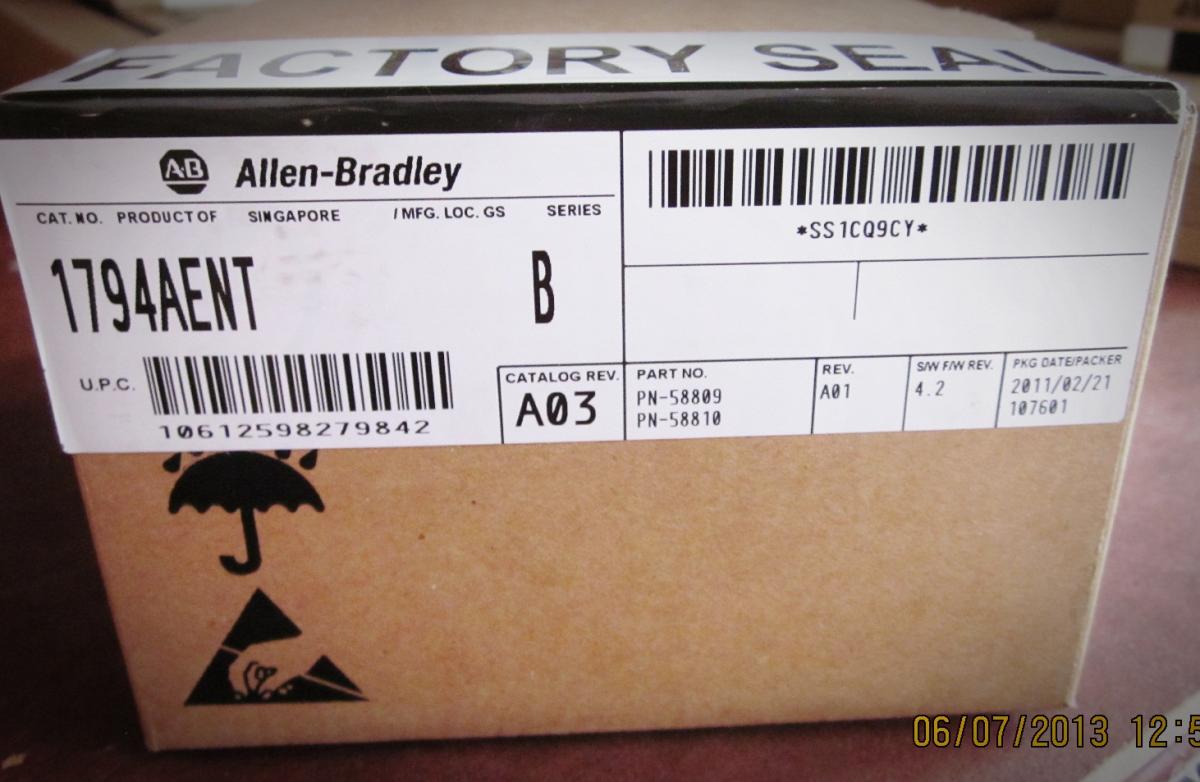 FACTORY SEAL
AB Allen-Bradley
CAT. NO. PRODUCT OF SINGAPORE / MFG. LOC. GS SERIES
1794AENT B
U.P.C.
10612598279842
CATALOG REV.
A03
*SS1CQ9CY*
PART NO.
PN-58809
PN-58810
REV.
A01
S/W F/W REV.
4.2
PKG DATE/PACKER
2011/02/21
107601
06/07/2013 12:5